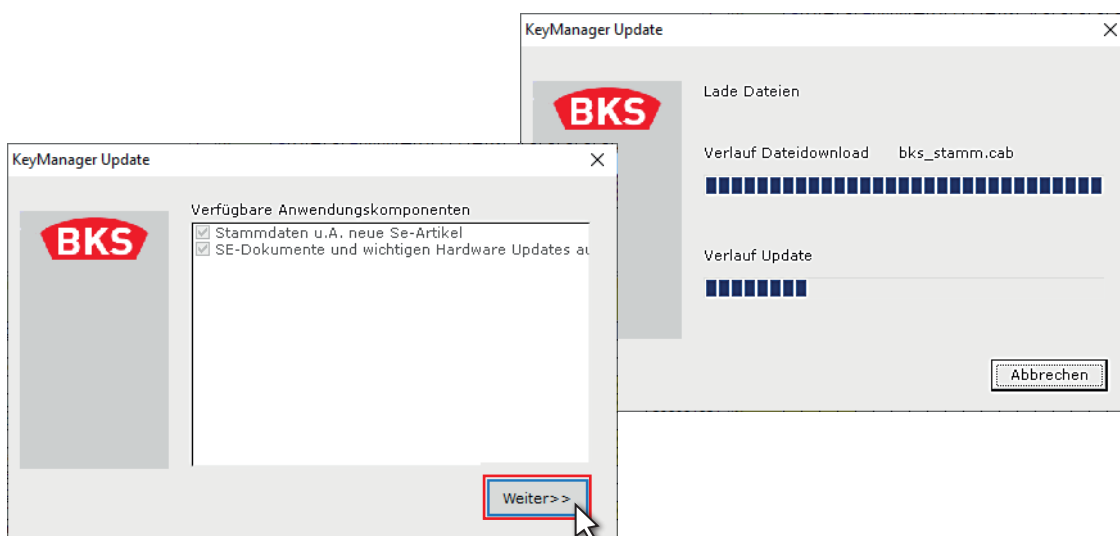 KeyManager Update
BKS
Lade Dateien
Verlauf Dateidownload bks_stamm.cab
Verlauf Update
Abbrechen
KeyManager Update
BKS
Verfügbare Anwendungskomponenten
Stammdaten u.A. neue Se-Artikel
SE-Dokumente und wichtigen Hardware Updates au
Weiter>>